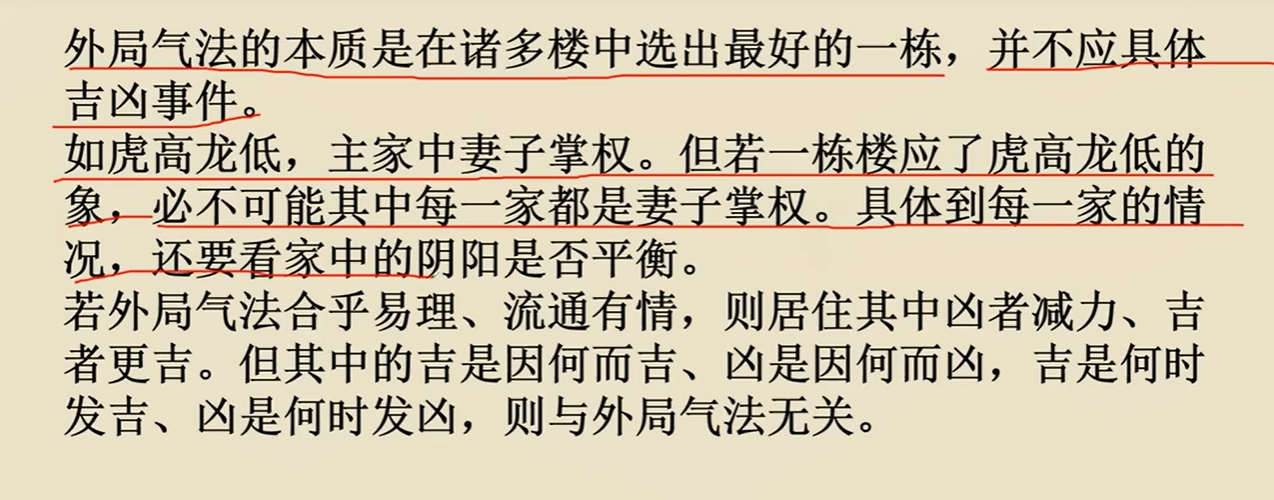 外局气法的本质是在诸多楼中选出最好的一栋，并不应具体
吉凶事件。
如虎高龙低，主家中妻子掌权。但若一栋楼应了虎高龙低的
象，必不可能其中每一家都是妻子掌权。具体到每一家的情
况，还要看家中的阴阳是否平衡。
若外局气法合乎易理、流通有情，则居住其中凶者减力、吉
者更吉。但其中的吉是因何而吉、凶是因何而凶，吉是何时
发吉、凶是何时发凶，则与外局气法无关。